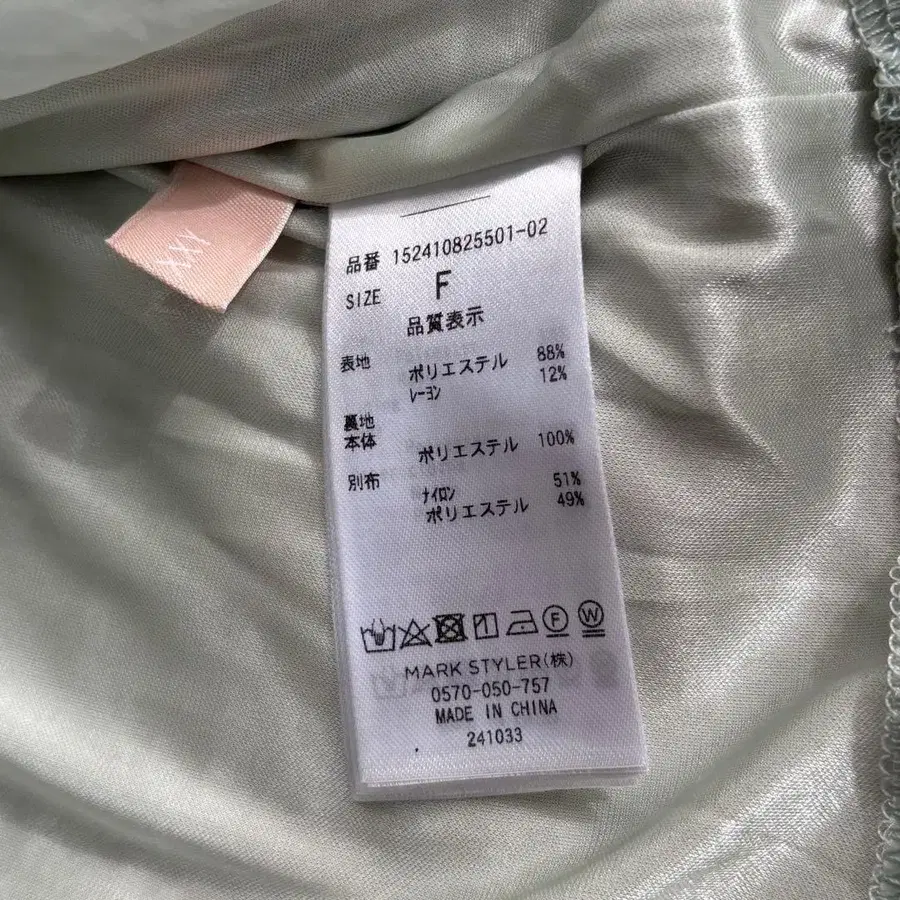 品番 152410825501-02
SIZE F
品質表示
表地 ポリエステル 88%
レーヨン 12%
裏地
本体 ポリエステル 100%
別布 ナイロン 51%
ポリエステル 49%
F W
MARK STYLER(株)
0570-050-757
MADE IN CHINA
241033